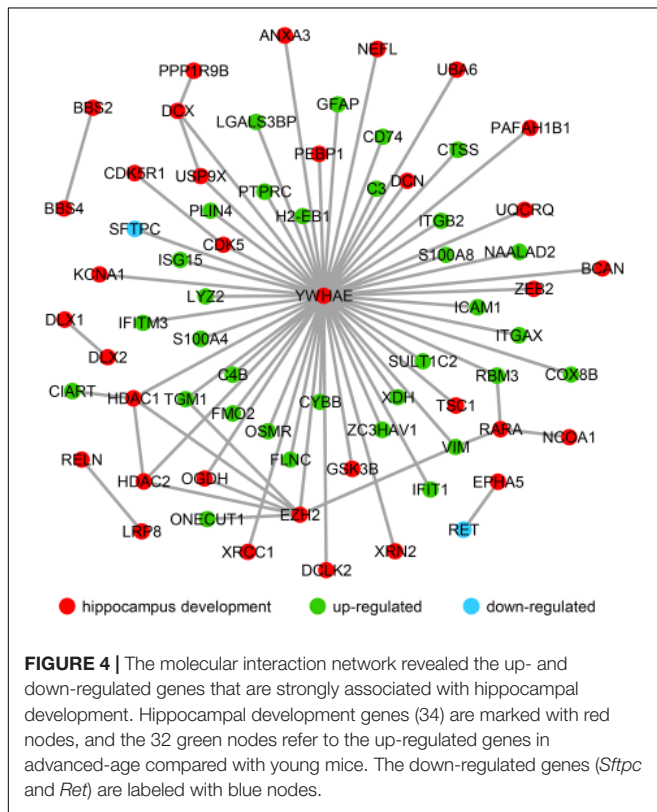 ANXA3
NEFL
PPP1R9B
UBA6
BBS2
DCX
LGALS3BP
GFAP
CD74
PAFAH1B1
CTSS
PEBP1
CDK5R1
USP9X
PTPRC
C3
DCN
BBS4
PLIN4
H2-EB1
UQCRQ
ITGB2
SFTPC
CDK5
S100A8
NAALAD2
ISG15
BCAN
KCNA1
LYZ2
YWHAE
ZEB2
DLX1
IFITM3
ICAM1
ITGAX
S100A4
DLX2
SULT1C2
RBM3
COX8B
C4B
CIART
HDAC1
TGM1
CYBB
XDH
TSC1
FMO2
OSMR
ZC3HAV1
RARA
NCOA1
VIM
RELN
FLNC
HDAC2
OGDH
GSK3B
IFIT1
EPHA5
ONECUT1
EZH2
LRP8
RET
XRCC1
XRN2
DCLK2
hippocampus development
up-regulated
down-regulated
FIGURE 4 | The molecular interaction network revealed the up- and
down-regulated genes that are strongly associated with hippocampal
development. Hippocampal development genes (34) are marked with red
nodes, and the 32 green nodes refer to the up-regulated genes in
advanced-age compared with young mice. The down-regulated genes (Sftpc
and Ret) are labeled with blue nodes.